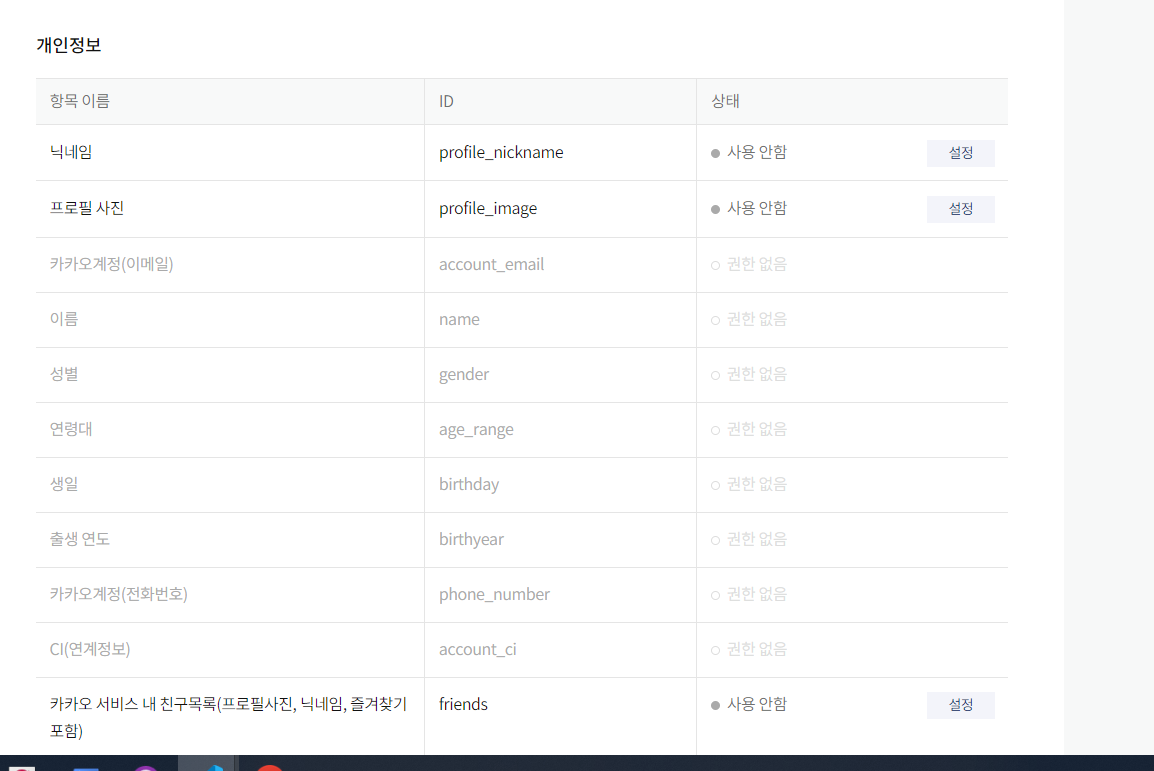 개인정보
항목 이름 ID 상태
닉네임 profile_nickname 사용 안함 설정
프로필 사진 profile_image 사용 안함 설정
카카오계정(이메일) account_email 권한 없음
이름 name 권한 없음
성별 gender 권한 없음
연령대 age_range 권한 없음
생일 birthday 권한 없음
출생 연도 birthyear 권한 없음
카카오계정(전화번호) phone_number 권한 없음
CI(연계정보) account_ci 권한 없음
카카오 서비스 내 친구목록(프로필사진, 닉네임, 즐겨찾기 friends 사용 안함 설정
포함)